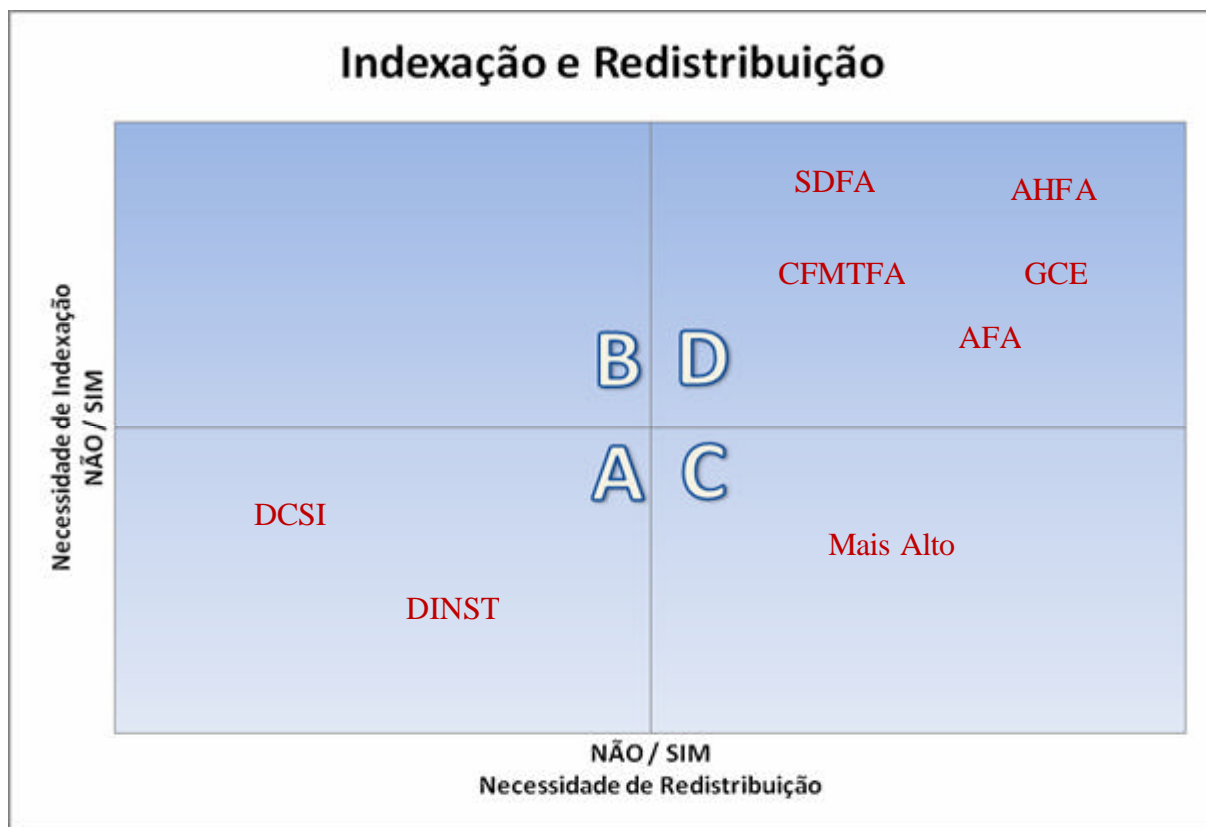 Indexação e Redistribuição
Necessidade de Indexação
NÃO / SIM
SDFA AHFA
CFMTFA GCE
AFA
B D
A C
DCSI
Mais Alto
DINST
NÃO / SIM
Necessidade de Redistribuição